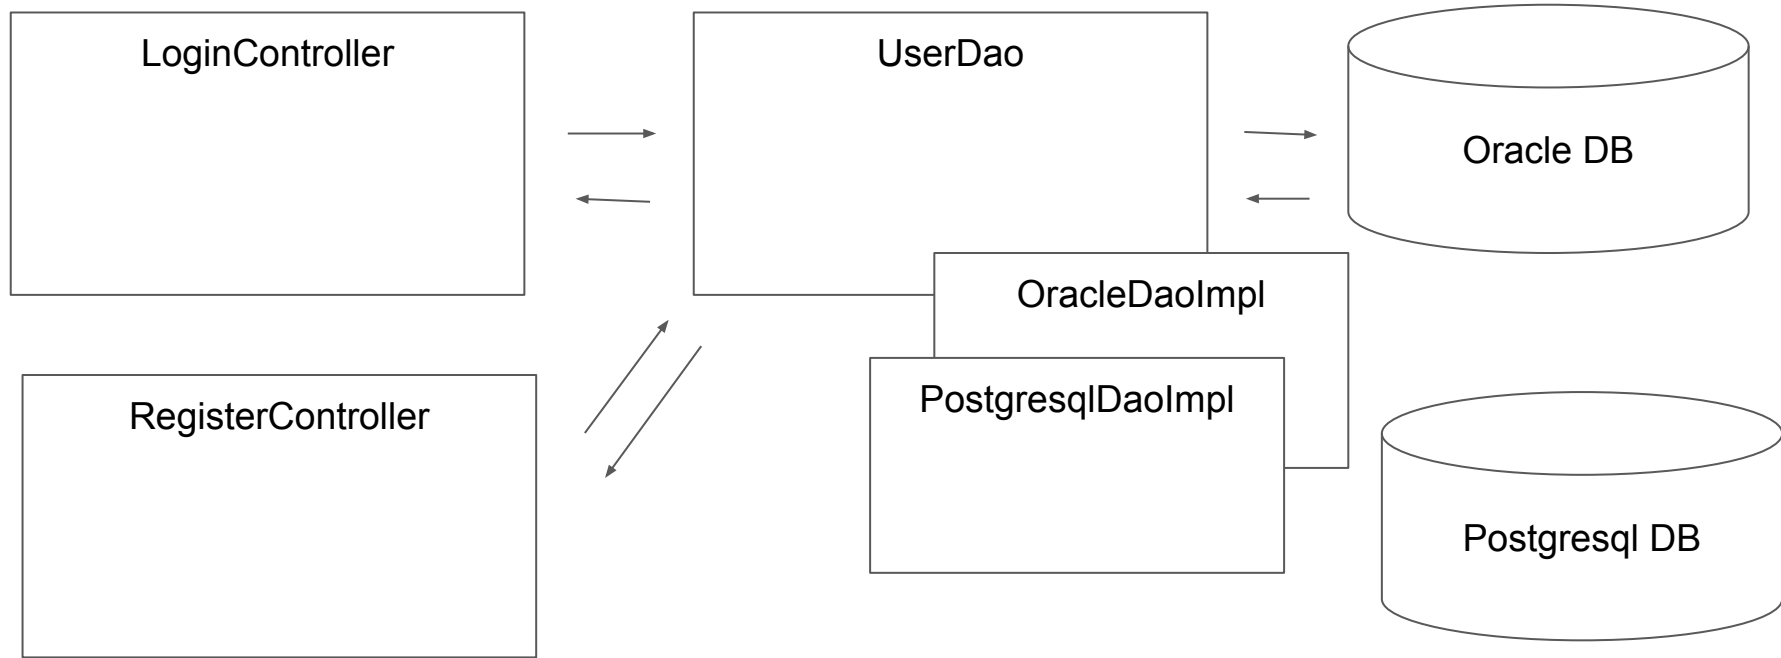 LoginController
UserDao
Oracle DB
OracleDaoImpl
RegisterController
PostgresqlDaoImpl
Postgresql DB